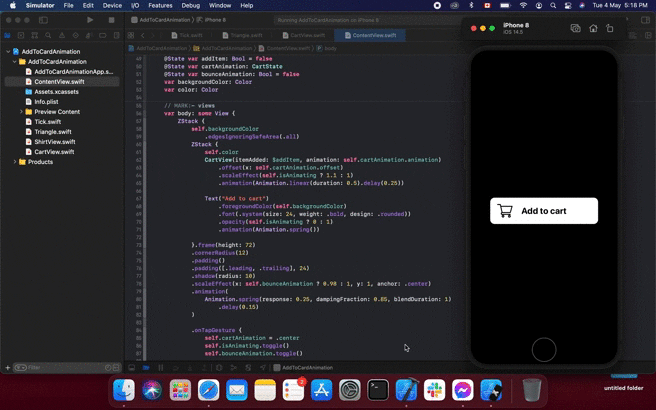 Simulator File Edit Device I/O Features Debug Window Help
Tue 4 May 5:18 PM
AddToCardAnimation iPhone 8
Running AddToCardAnimation on iPhone 8
iPhone 8
iOS 14.5
Tick.swift Triangle.swift CartView.swift ContentView.swift
AddToCardAnimation AddToCardAnimation ContentView.swift body
AddToCardAnimation
AddToCardAnimation
AddToCardAnimationApp.s...
ContentView.swift
Assets.xcassets
Info.plist
Preview Content
Tick.swift
Triangle.swift
ShirtView.swift
CartView.swift
Products
@State var addItem: Bool = false
@State var cartAnimation: CartState
@State var bounceAnimation: Bool = false
var backgroundColor: Color
var color: Color
// MARK:- views
var body: some View {
ZStack {
self.backgroundColor
.edgesIgnoringSafeArea(.all)
ZStack {
self.color
CartView(itemAdded: $addItem, animation: self.cartAnimation.animation)
.offset(x: self.cartAnimation.offset)
.scaleEffect(self.isAnimating ? 1.1 : 1)
.animation(Animation.linear(duration: 0.5).delay(0.25))
Text("Add to cart")
.foregroundColor(self.backgroundColor)
.font(.system(size: 24, weight: .bold, design: .rounded))
.opacity(self.isAnimating ? 0 : 1)
.animation(Animation.spring())
}.frame(height: 72)
.cornerRadius(12)
.padding()
.padding([.leading, .trailing], 24)
.shadow(radius: 10)
.scaleEffect(x: self.bounceAnimation ? 0.98 : 1, y: 1, anchor: .center)
.animation(
Animation.spring(response: 0.25, dampingFraction: 0.85, blendDuration: 1)
.delay(0.15)
)
.onTapGesture {
self.cartAnimation = .center
self.isAnimating.toggle()
self.bounceAnimation.toggle()
Add to cart
Filter
AddToCardAnimation
untitled folder